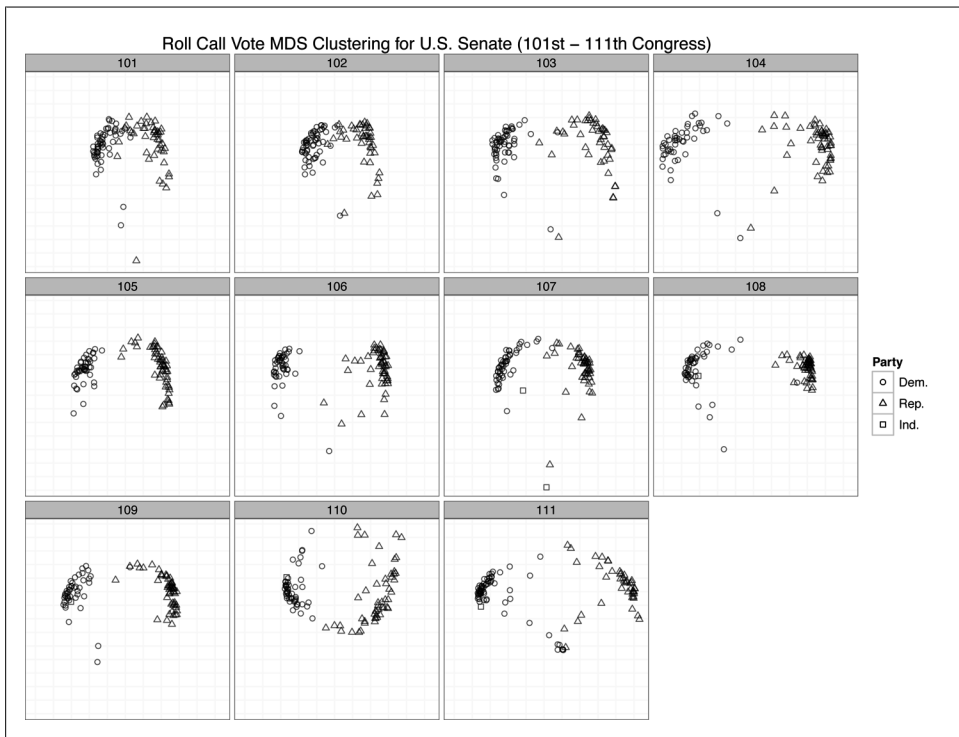 Roll Call Vote MDS Clustering for U.S. Senate (101st – 111th Congress)
101
102
103
104
105
106
107
108
109
110
111
Party
Dem.
Rep.
Ind.